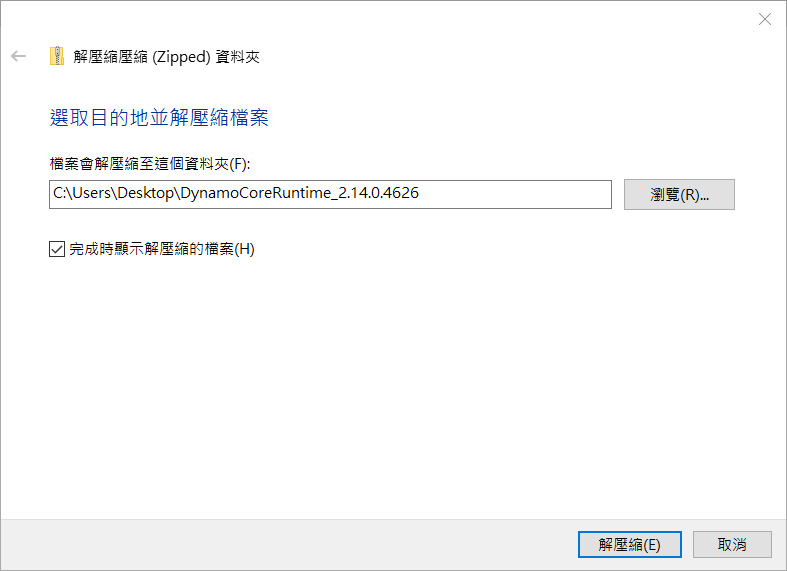 解壓縮壓縮 (Zipped) 資料夾
選取目的地並解壓縮檔案
檔案會解壓縮至這個資料夾(F):
C:\Users\Desktop\DynamoCoreRuntime_2.14.0.4626
瀏覽(R)...
完成時顯示解壓縮的檔案(H)
解壓縮(E)
取消